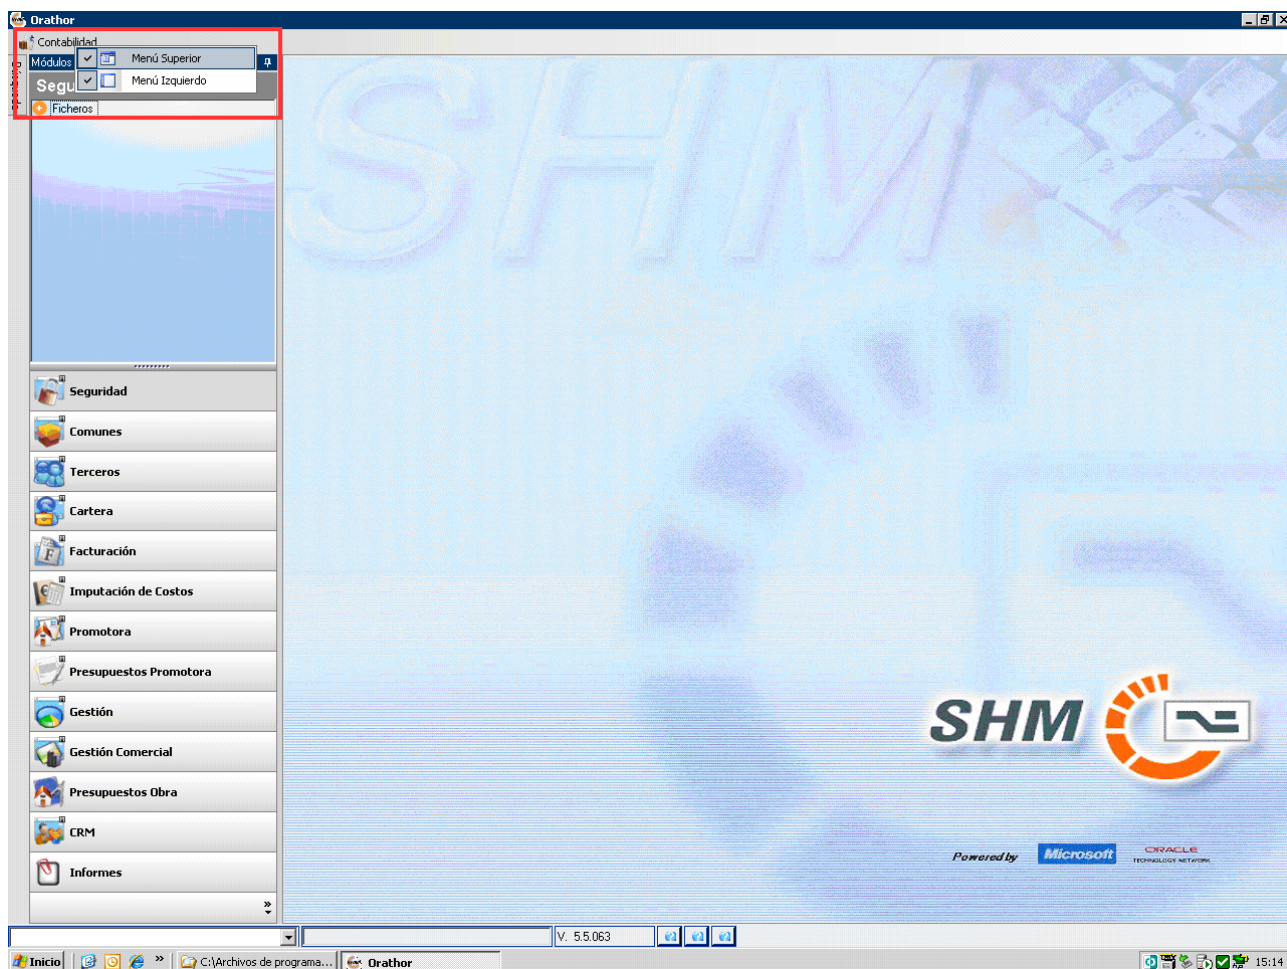 Orathor
Contabilidad
Módulos
Menú Superior
Segu
Menú Izquierdo
Ficheros
SHM
Seguridad
Comunes
Terceros
Cartera
Facturación
Imputación de Costos
Promotora
Presupuestos Promotora
Gestión
Gestión Comercial
Presupuestos Obra
CRM
Informes
SHM
Powered by Microsoft ORACLE
TECHNOLOGY NETWORK
V. 5.5.063
Inicio
C:\Archivos de programa...
Orathor
15:14